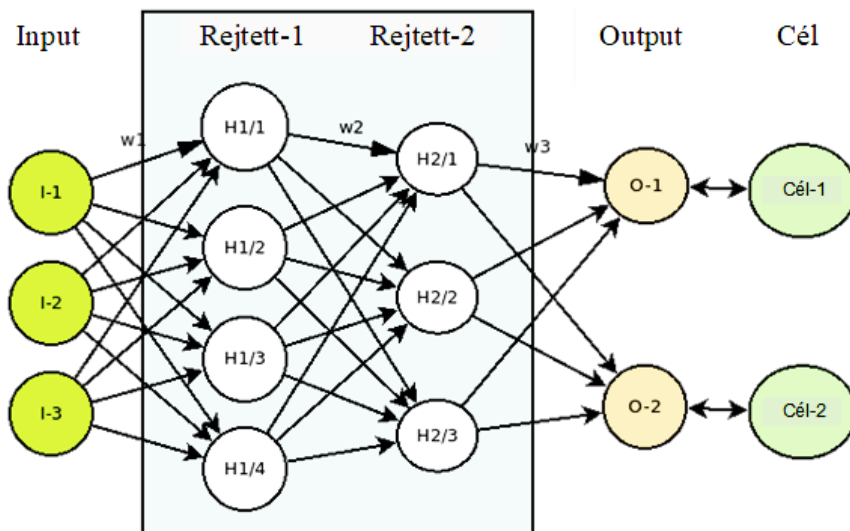 Input Rejtett-1 Rejtett-2 Output Cél
w1 w2 w3
H1/1
H2/1
I-1 O-1 Cél-1
H1/2
I-2 H2/2
H1/3
I-3 O-2 Cél-2
H2/3
H1/4